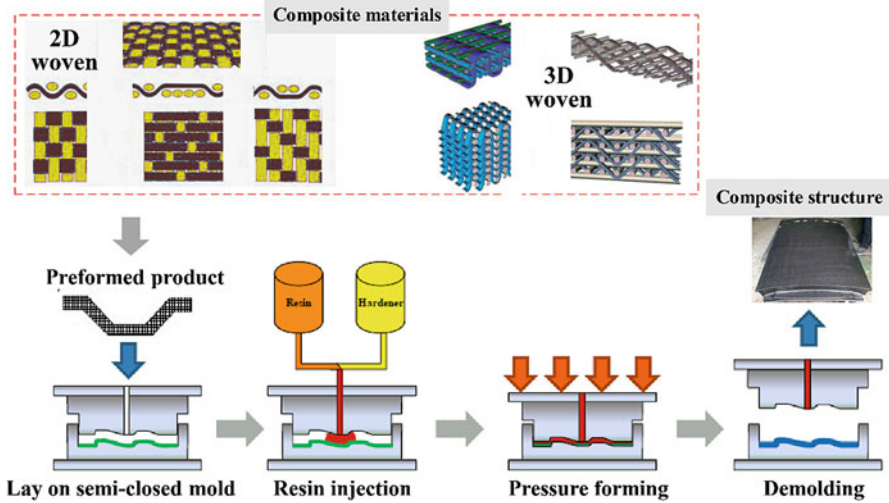 Composite materials
2D
woven
3D
woven
Composite structure
Preformed product
Resin
Hardener
Lay on semi-closed mold
Resin injection
Pressure forming
Demolding